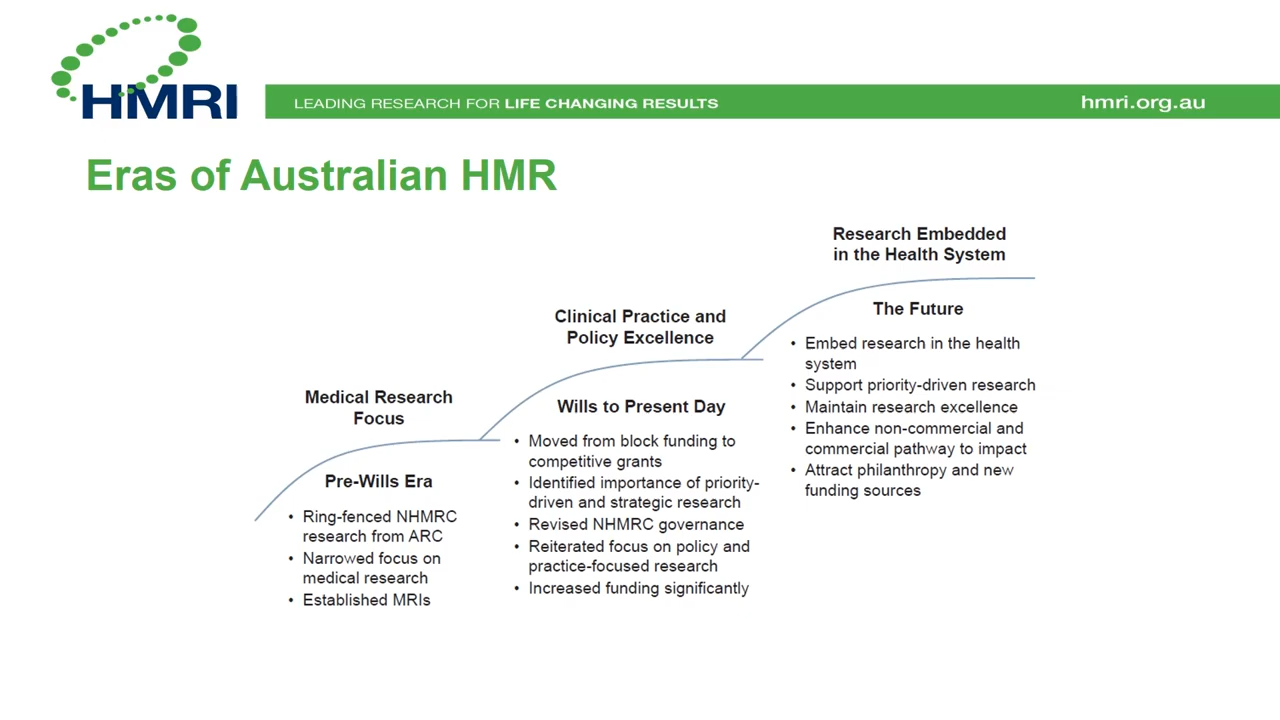 HMRI
LEADING RESEARCH FOR LIFE CHANGING RESULTS
hmri.org.au
Eras of Australian HMR
Medical Research
Focus
Pre-Wills Era
• Ring-fenced NHMRC
research from ARC
• Narrowed focus on
medical research
• Established MRIs
Clinical Practice and
Policy Excellence
Wills to Present Day
• Moved from block funding to
competitive grants
• Identified importance of priority-
driven and strategic research
• Revised NHMRC governance
• Reiterated focus on policy and
practice-focused research
• Increased funding significantly
Research Embedded
in the Health System
The Future
• Embed research in the health
system
• Support priority-driven research
• Maintain research excellence
• Enhance non-commercial and
commercial pathway to impact
• Attract philanthropy and new
funding sources